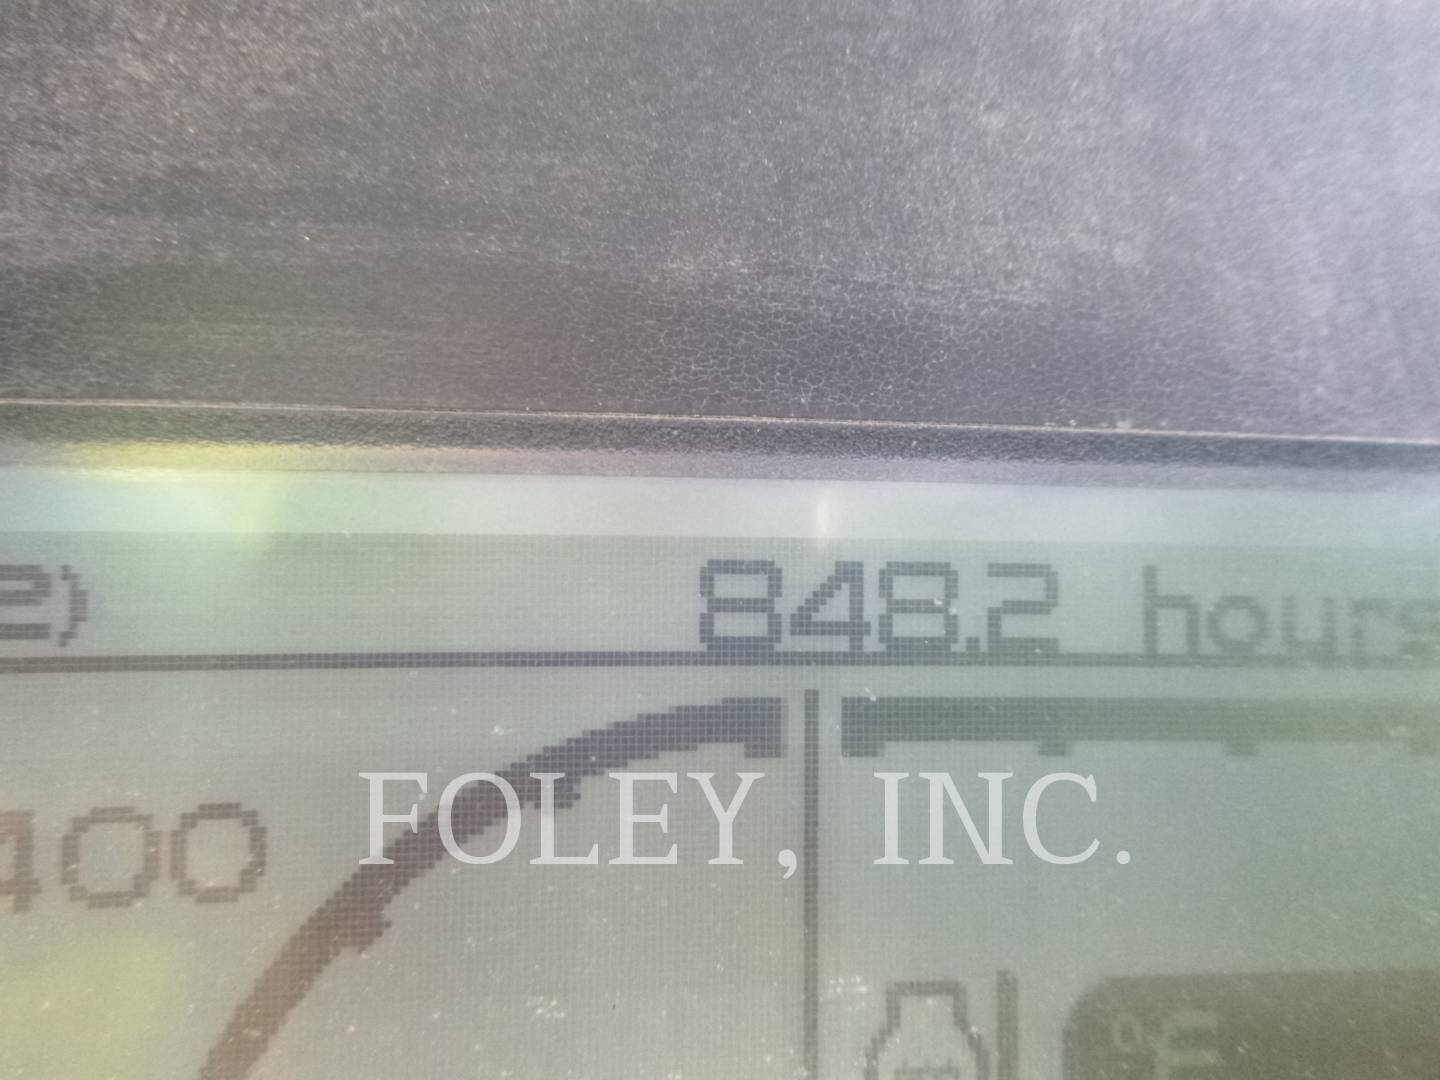 e) 848.2 hours
400
FOLEY, INC.
°F